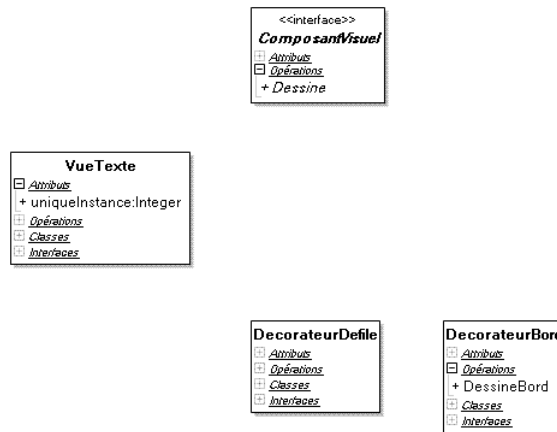 <<interface>>
ComposantVisuel
Attributs
Opérations
+ Dessine
VueTexte
Attributs
+ uniqueInstance:Integer
Opérations
Classes
Interfaces
DecorateurDefile
Attributs
Opérations
Classes
Interfaces
DecorateurBord
Attributs
Opérations
+ DessineBord
Classes
Interfaces